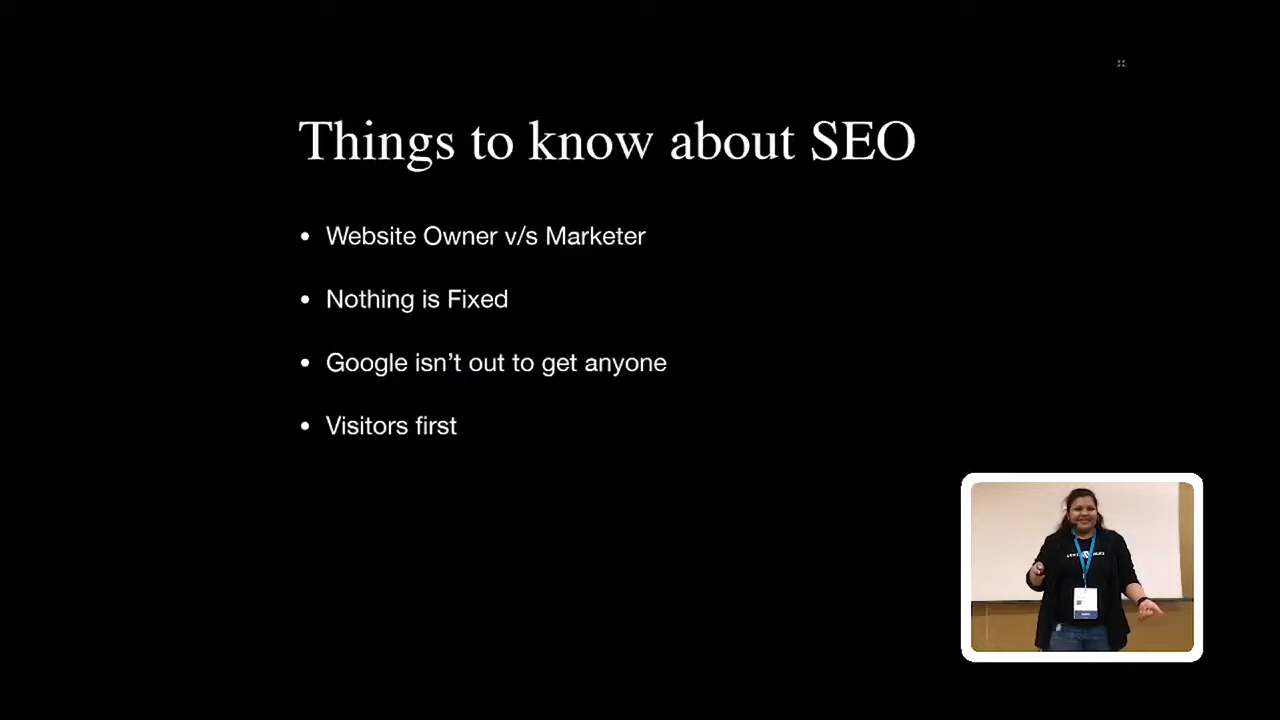 Things to know about SEO
• Website Owner v/s Marketer
• Nothing is Fixed
• Google isn’t out to get anyone
• Visitors first